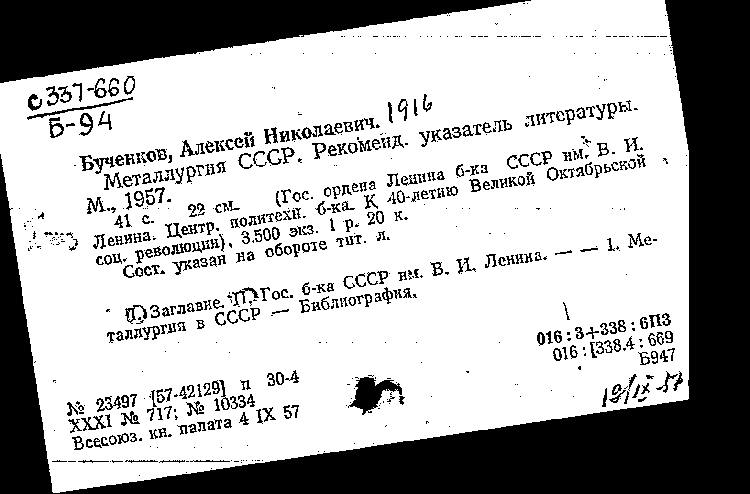 с 337-660
Б-94
Бученков, Алексей Николаевич. 1916
Металлургия СССР. Рекоменд. указатель литературы.
М., 1957.
41 с. 22 см. (Гос. ордена Ленина б-ка СССР им. В. И.
Ленина. Центр. политехн. б-ка. К 40-летию Великой Октябрьской
соц. революции). 3.500 экз. 1 р. 20 к.
Сост. указан на обороте тит. л.
I. Заглавие. II. Гос. б-ка СССР им. В. И. Ленина. — — 1. Ме-
таллургия в СССР — Библиография.
016 : 3+338 : 6П3
016 : [338.4 : 669
Б947
№ 23497 [57-42129] п 30-4
XXXI № 717; № 10334
Всесоюз. кн. палата 4 IX 57
12/IX-57